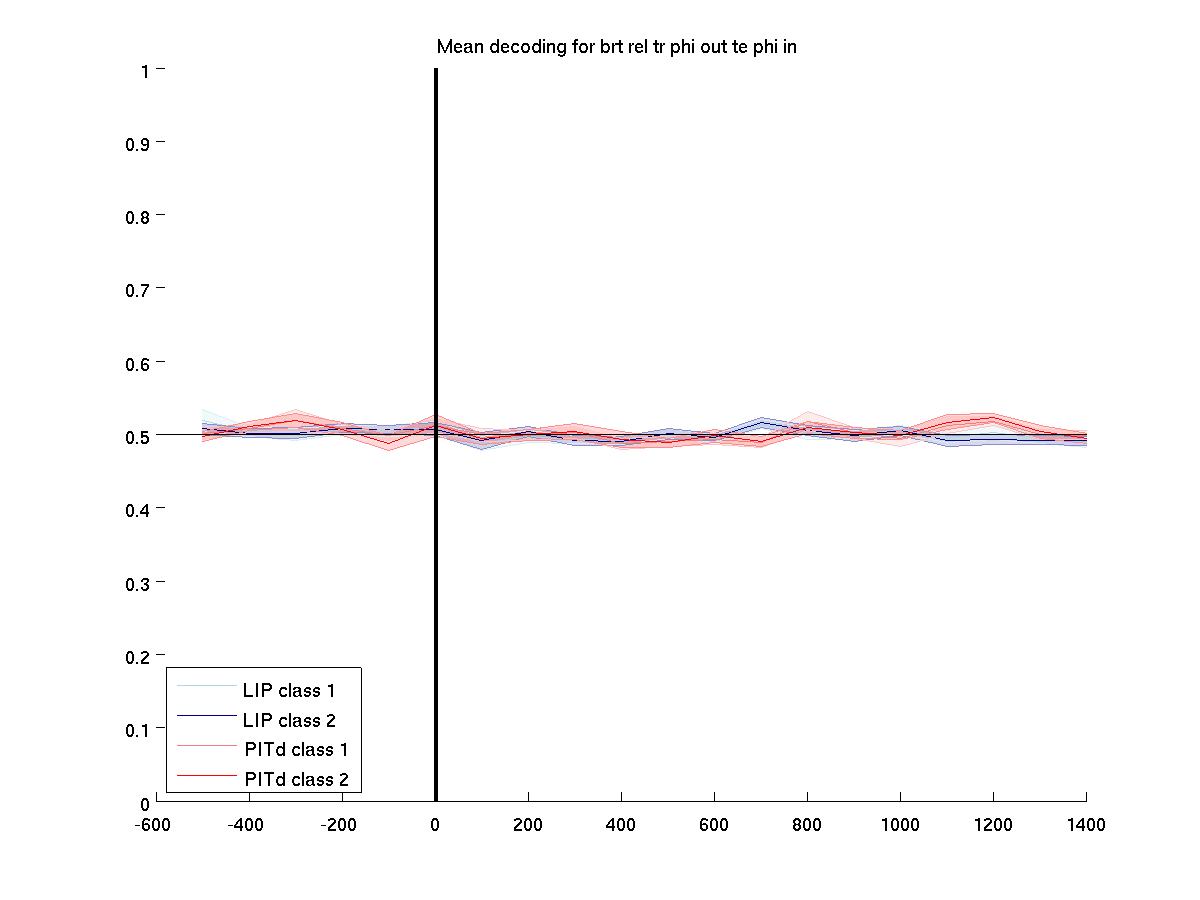 Mean decoding for brt rel tr phi out te phi in
1
0.9
0.8
0.7
0.6
0.5
0.4
0.3
0.2
0.1
0
LIP class 1
LIP class 2
PITd class 1
PITd class 2
-600 -400 -200 0 200 400 600 800 1000 1200 1400